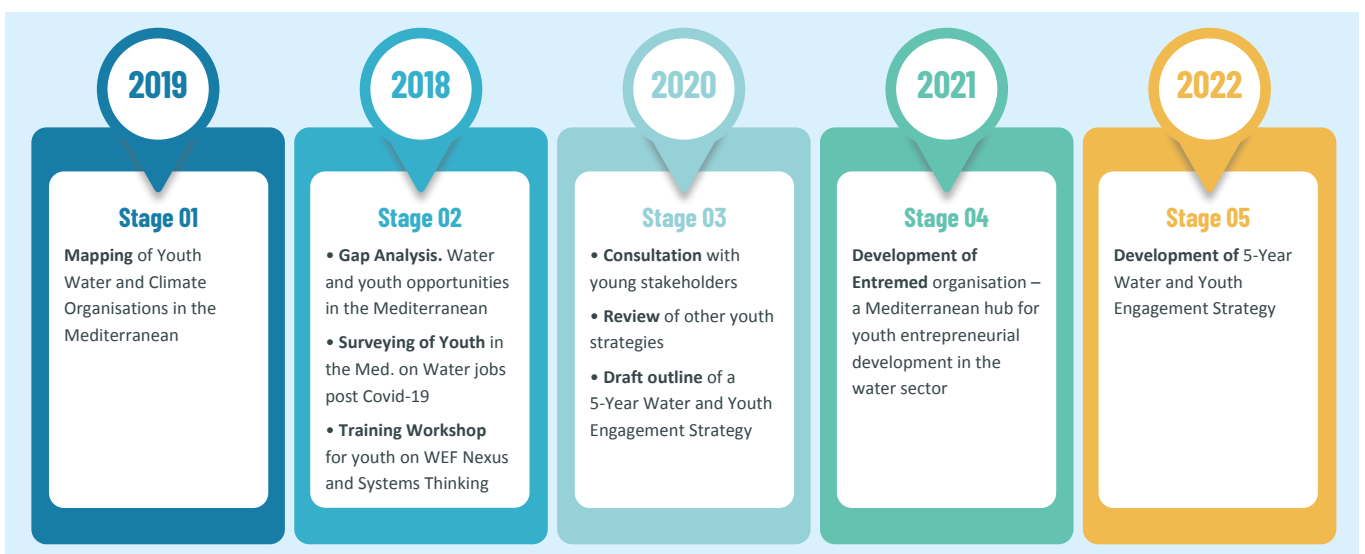 2019
Stage 01
Mapping of Youth
Water and Climate
Organisations in the
Mediterranean
2018
Stage 02
• Gap Analysis. Water
and youth opportunities
in the Mediterranean
• Surveying of Youth in
the Med. on Water jobs
post Covid-19
• Training Workshop
for youth on WEF Nexus
and Systems Thinking
2020
Stage 03
• Consultation with
young stakeholders
• Review of other youth
strategies
• Draft outline of a
5-Year Water and Youth
Engagement Strategy
2021
Stage 04
Development of
Entremed organisation –
a Mediterranean hub for
youth entrepreneurial
development in the
water sector
2022
Stage 05
Development of 5-Year
Water and Youth
Engagement Strategy